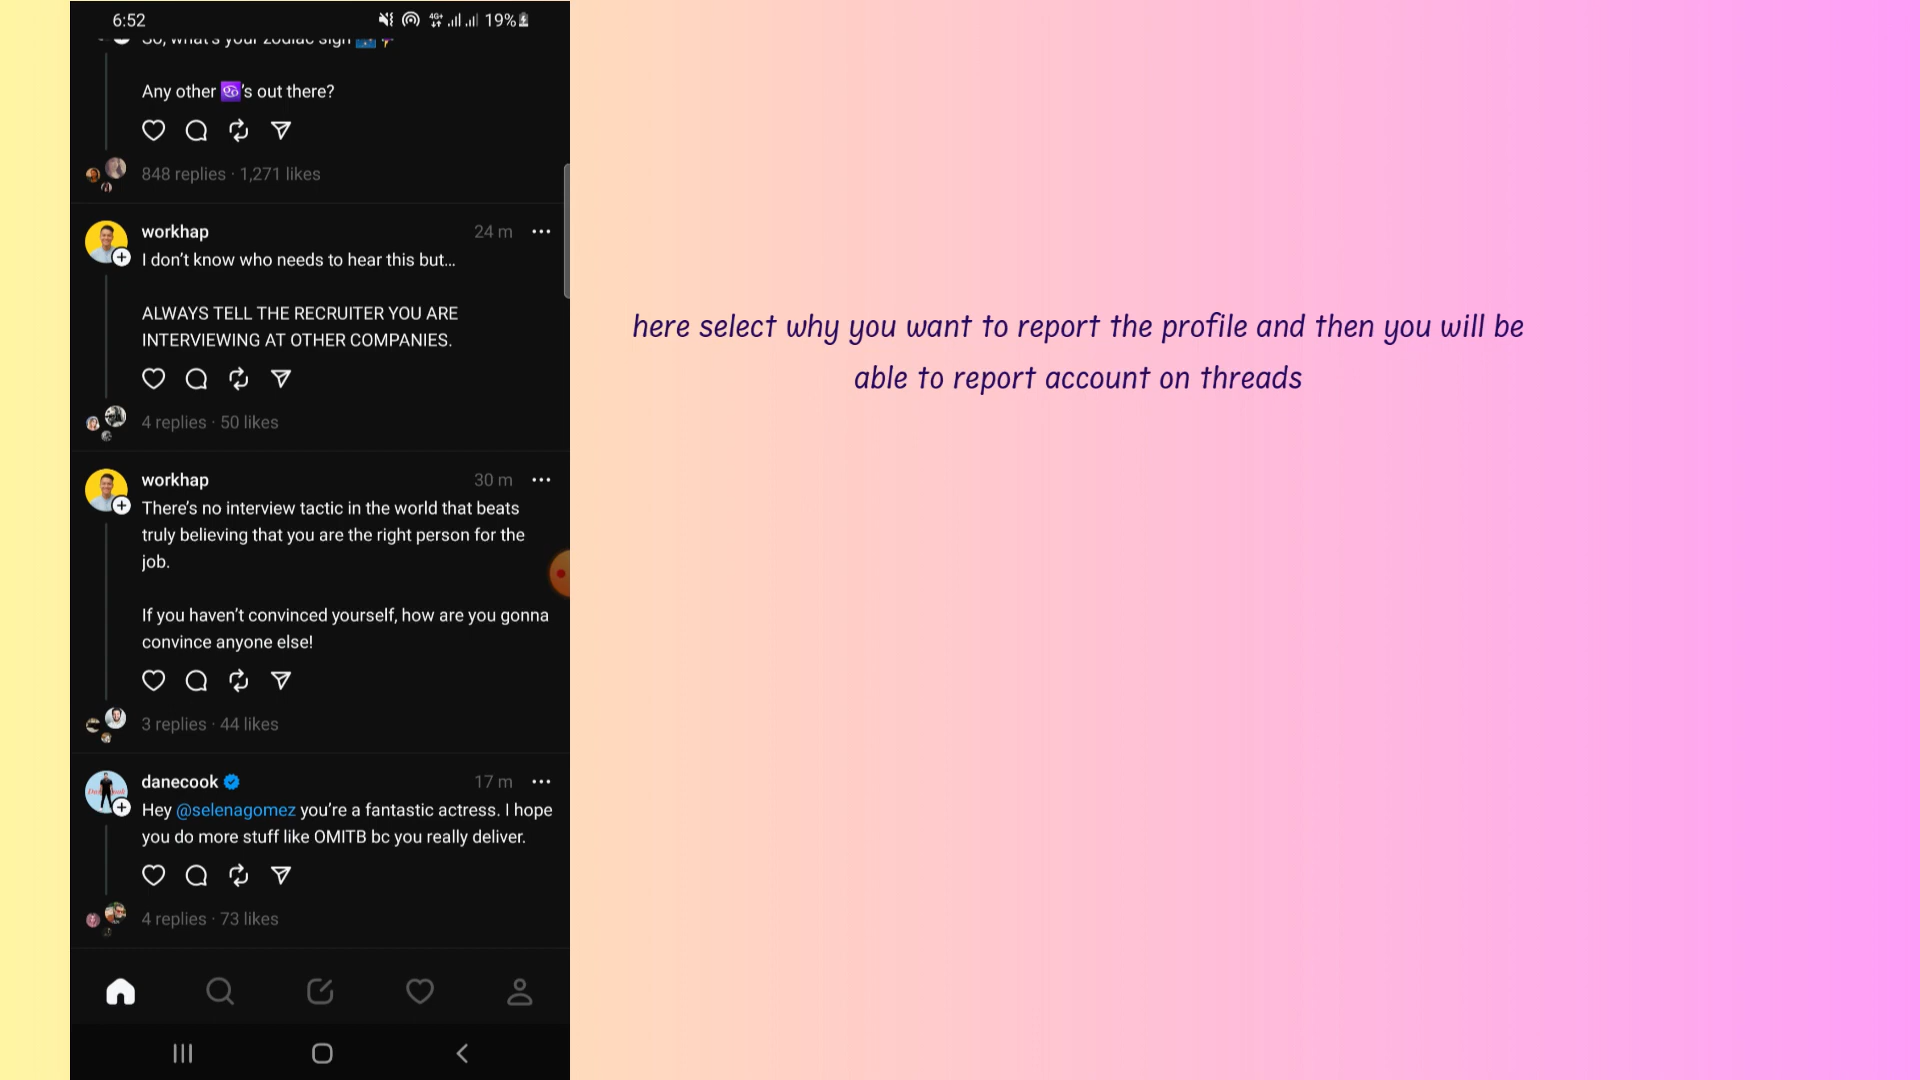 6:52
4G+
19%
So, what's your zodiac sign
Any other ♋'s out there?
848 replies · 1,271 likes
workhap
24 m
I don't know who needs to hear this but...
ALWAYS TELL THE RECRUITER YOU ARE
INTERVIEWING AT OTHER COMPANIES.
4 replies · 50 likes
workhap
30 m
There's no interview tactic in the world that beats
truly believing that you are the right person for the
job.
If you haven't convinced yourself, how are you gonna
convince anyone else!
3 replies · 44 likes
danecook
17 m
Hey @selenagomez you're a fantastic actress. I hope
you do more stuff like OMITB bc you really deliver.
4 replies · 73 likes
here select why you want to report the profile and then you will be
able to report account on threads